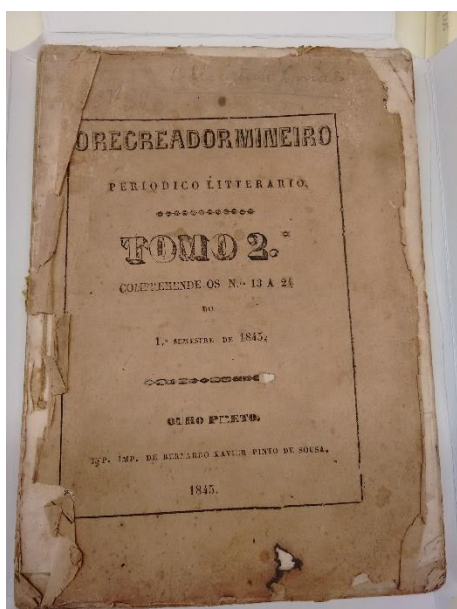 O RECREADOR MINEIRO
PERIODICO LITTERARIO.
TOMO 2.º
COMPREHENDE OS N.os 13 A 24
DO
1.º SEMESTRE DE 1845.
OURO PRETO.
TYP. IMP. DE BERNARDO XAVIER PINTO DE SOUSA.
1845.